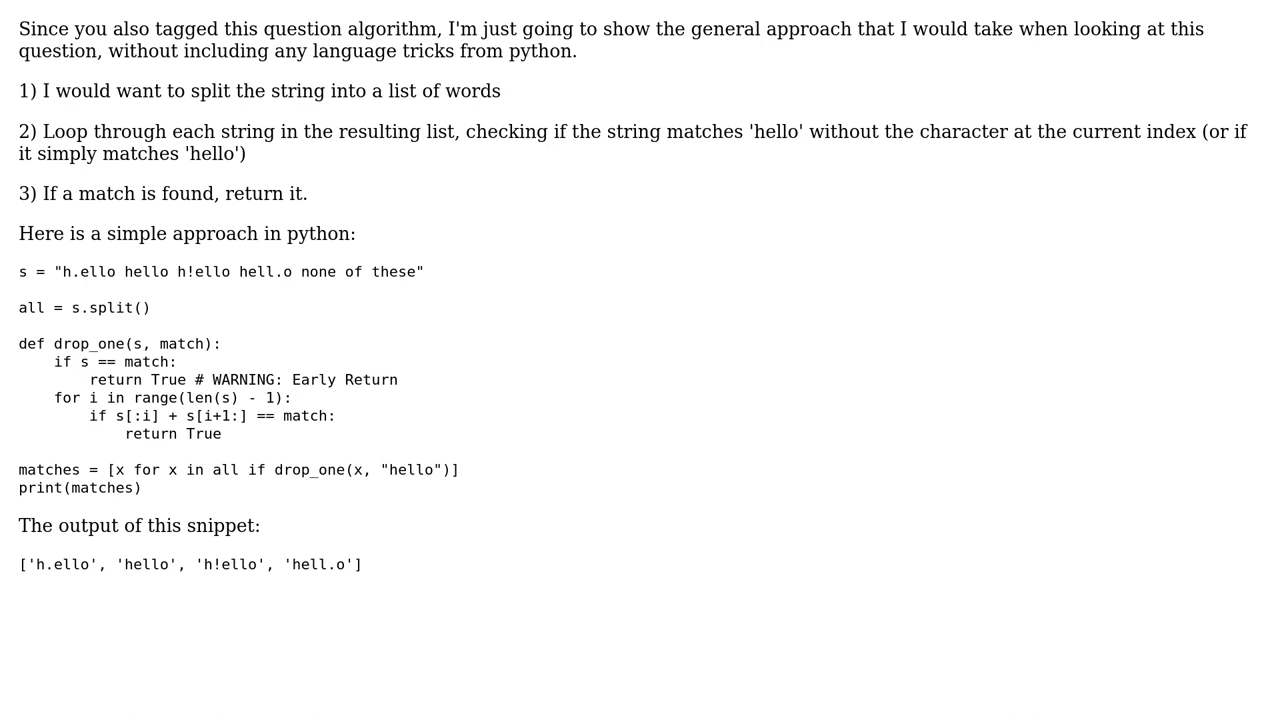 Since you also tagged this question algorithm, I'm just going to show the general approach that I would take when looking at this
question, without including any language tricks from python.
1) I would want to split the string into a list of words
2) Loop through each string in the resulting list, checking if the string matches 'hello' without the character at the current index (or if
it simply matches 'hello')
3) If a match is found, return it.
Here is a simple approach in python:
s = "h.ello hello h!ello hell.o none of these"
all = s.split()
def drop_one(s, match):
    if s == match:
        return True # WARNING: Early Return
    for i in range(len(s) - 1):
        if s[:i] + s[i+1:] == match:
            return True
matches = [x for x in all if drop_one(x, "hello")]
print(matches)
The output of this snippet:
['h.ello', 'hello', 'h!ello', 'hell.o']